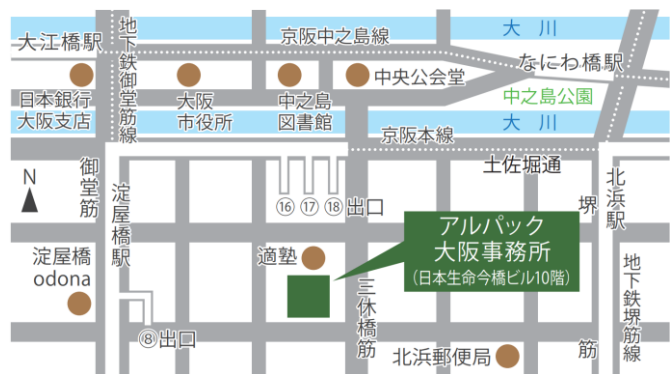 大川
京阪中之島線
大江橋駅
地下鉄御堂筋線
なにわ橋駅
中央公会堂
日本銀行
大阪支店
大阪
市役所
中之島
図書館
中之島公園
大川
京阪本線
土佐堀通
N
御堂筋
淀屋橋駅
⑯ ⑰ ⑱ 出口
堺筋
北浜駅
アルパック
大阪事務所
(日本生命今橋ビル10階)
淀屋橋
odona
適塾
三休橋筋
地下鉄堺筋線
⑧出口
北浜郵便局